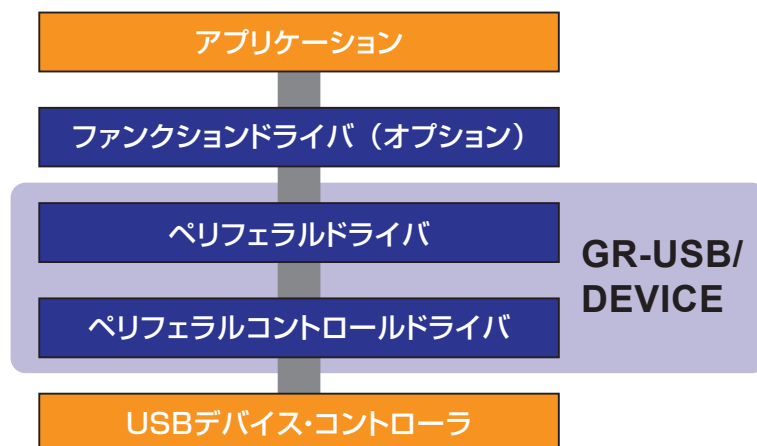 アプリケーション
ファンクションドライバ（オプション）
ペリフェラルドライバ
ペリフェラルコントロールドライバ
GR-USB/
DEVICE
USBデバイス・コントローラ